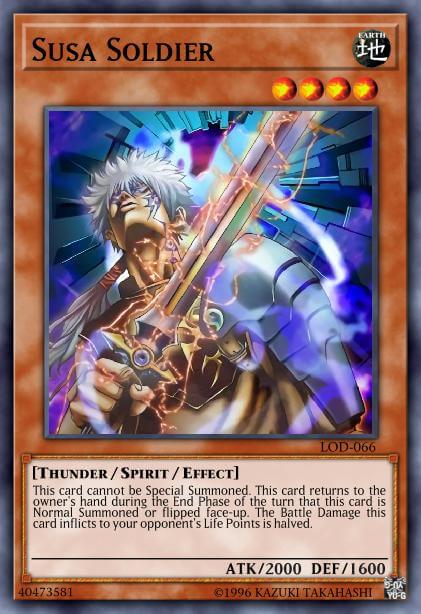 SUSA SOLDIER
EARTH
地
LOD-066
[THUNDER / SPIRIT / EFFECT]
This card cannot be Special Summoned. This card returns to the
owner's hand during the End Phase of the turn that this card is
Normal Summoned or flipped face-up. The Battle Damage this
card inflicts to your opponent's Life Points is halved.
ATK/2000 DEF/1600
40473581
©1996 KAZUKI TAKAHASHI